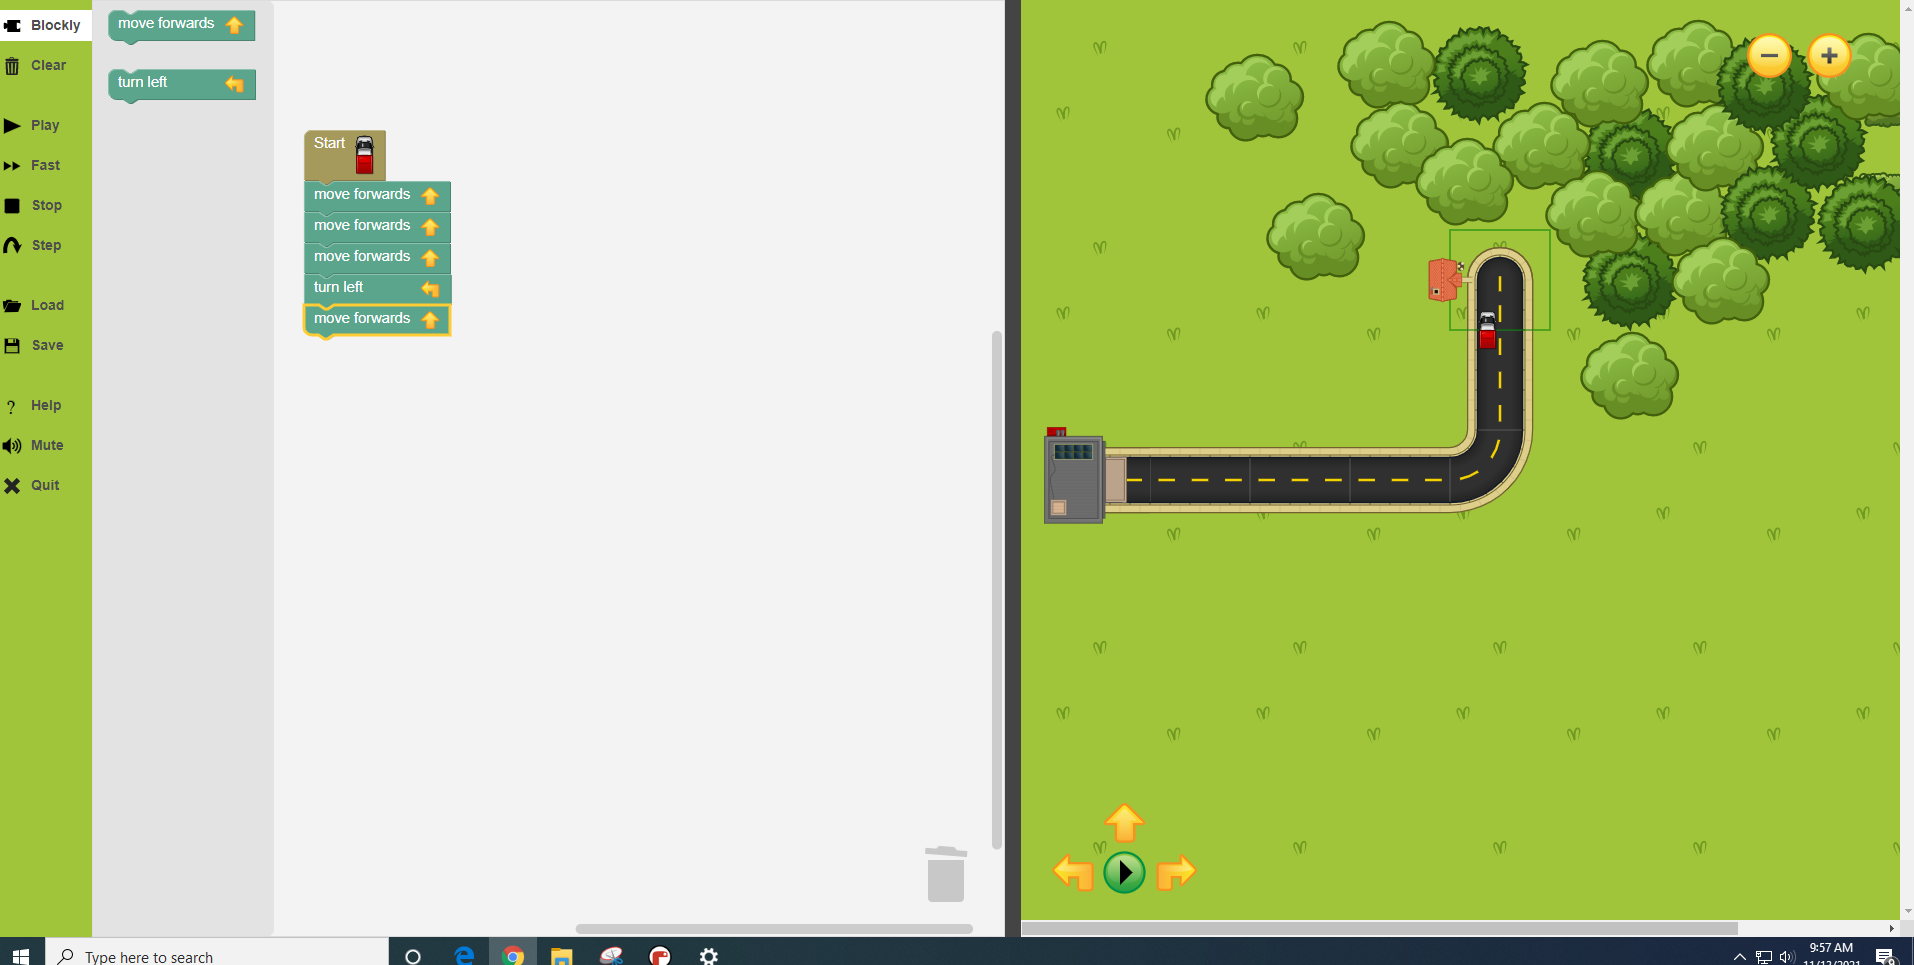 Blockly
Clear
Play
Fast
Stop
Step
Load
Save
Help
Mute
Quit
move forwards
turn left
Start
move forwards
move forwards
move forwards
turn left
move forwards
Type here to search
9:57 AM